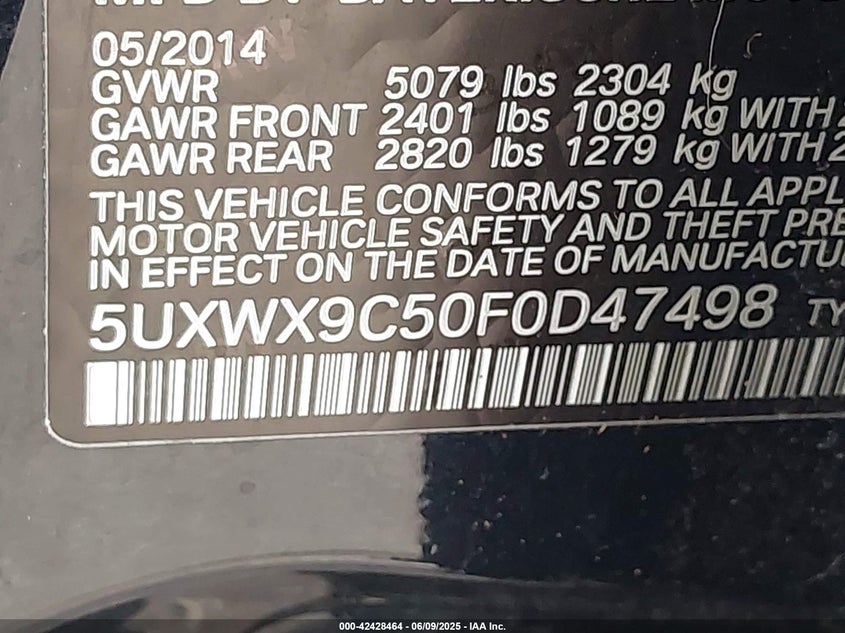 05/2014
GVWR 5079 lbs 2304 kg
GAWR FRONT 2401 lbs 1089 kg WITH
GAWR REAR 2820 lbs 1279 kg WITH 2
THIS VEHICLE CONFORMS TO ALL APPL
MOTOR VEHICLE SAFETY AND THEFT PRE
IN EFFECT ON THE DATE OF MANUFACTU
5UXWX9C50F0D47498 TY
000-42428464 - 06/09/2025 - IAA Inc.